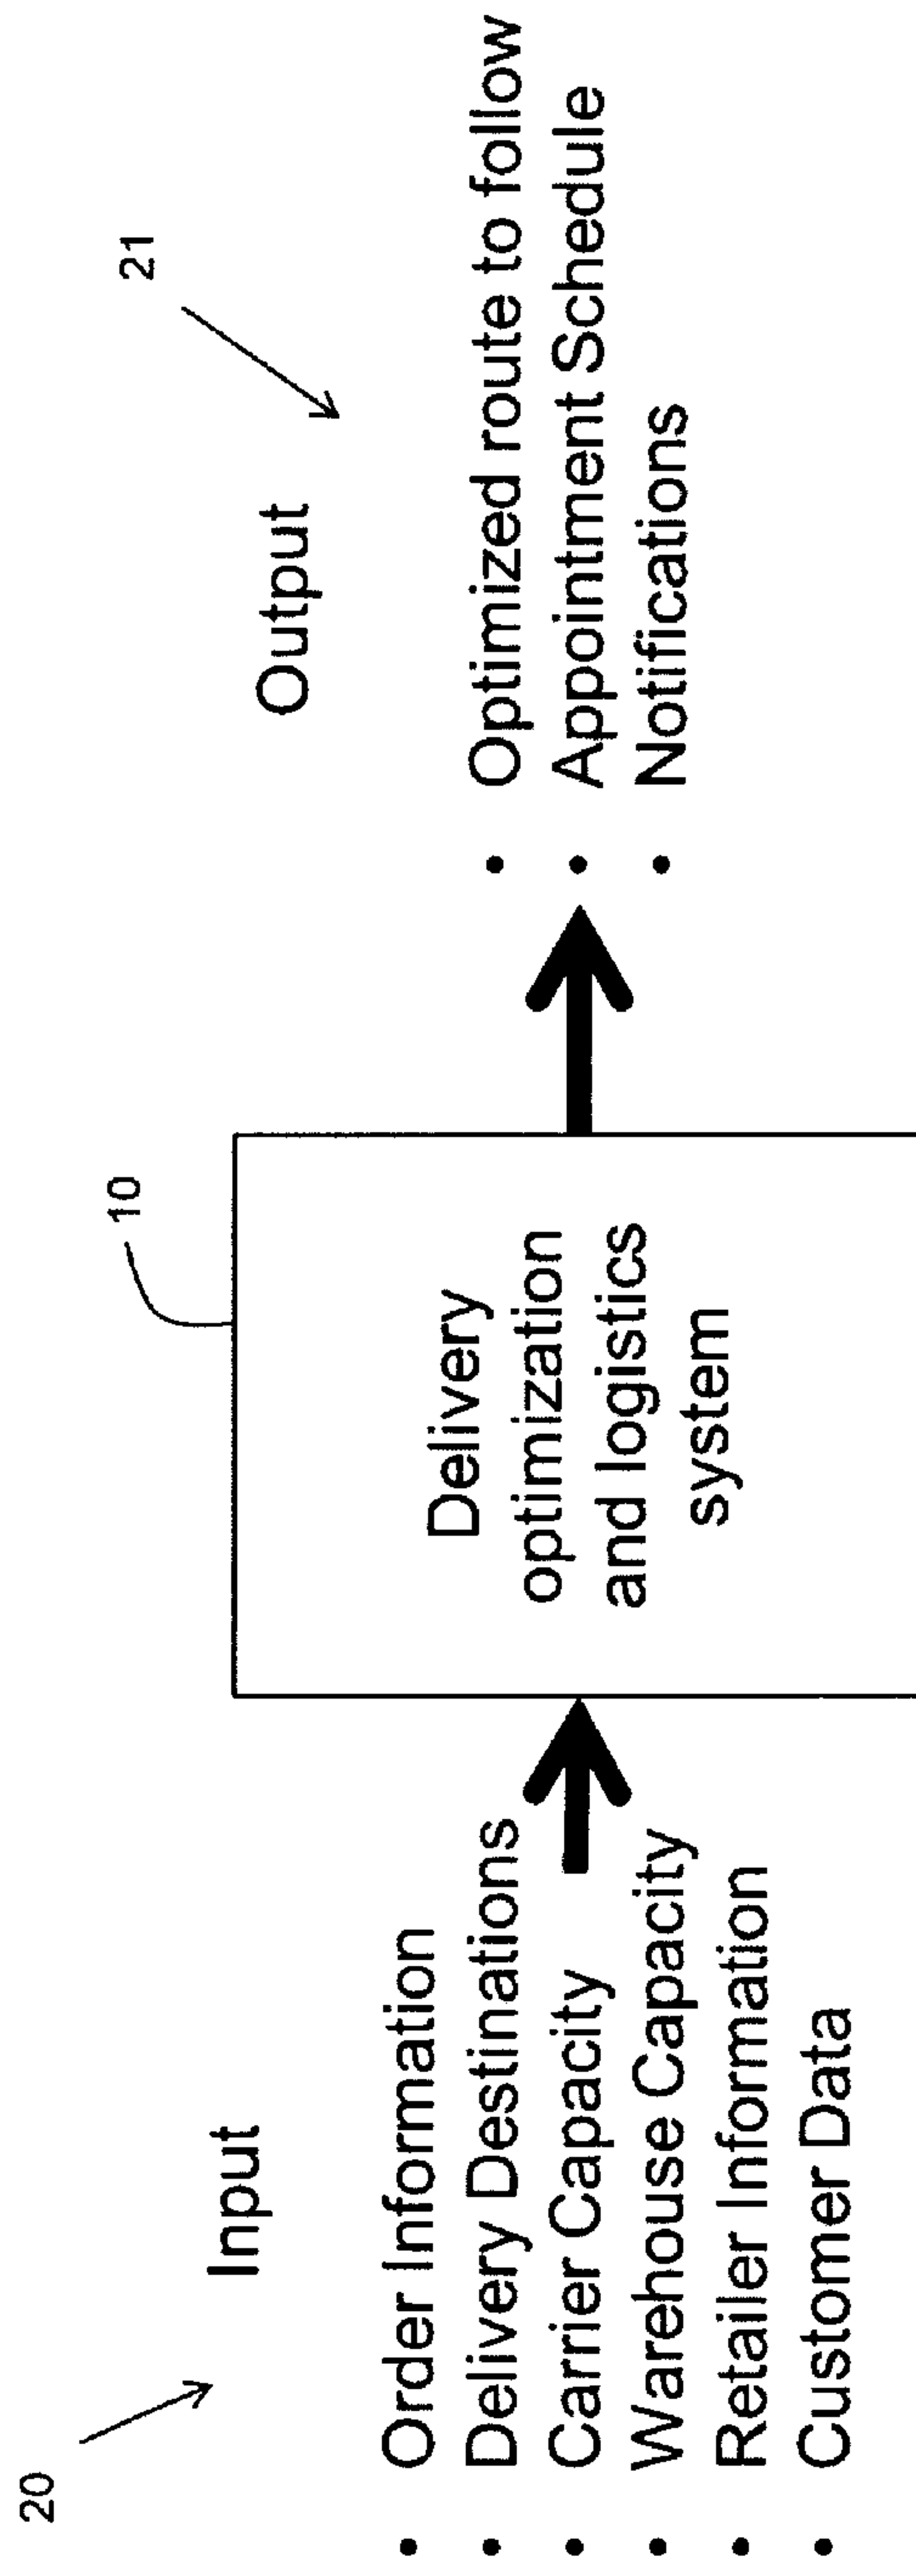 20
Input
• Order Information
• Delivery Destinations
• Carrier Capacity
• Warehouse Capacity
• Retailer Information
• Customer Data
10
Delivery
optimization
and logistics
system
21
Output
• Optimized route to follow
• Appointment Schedule
• Notifications